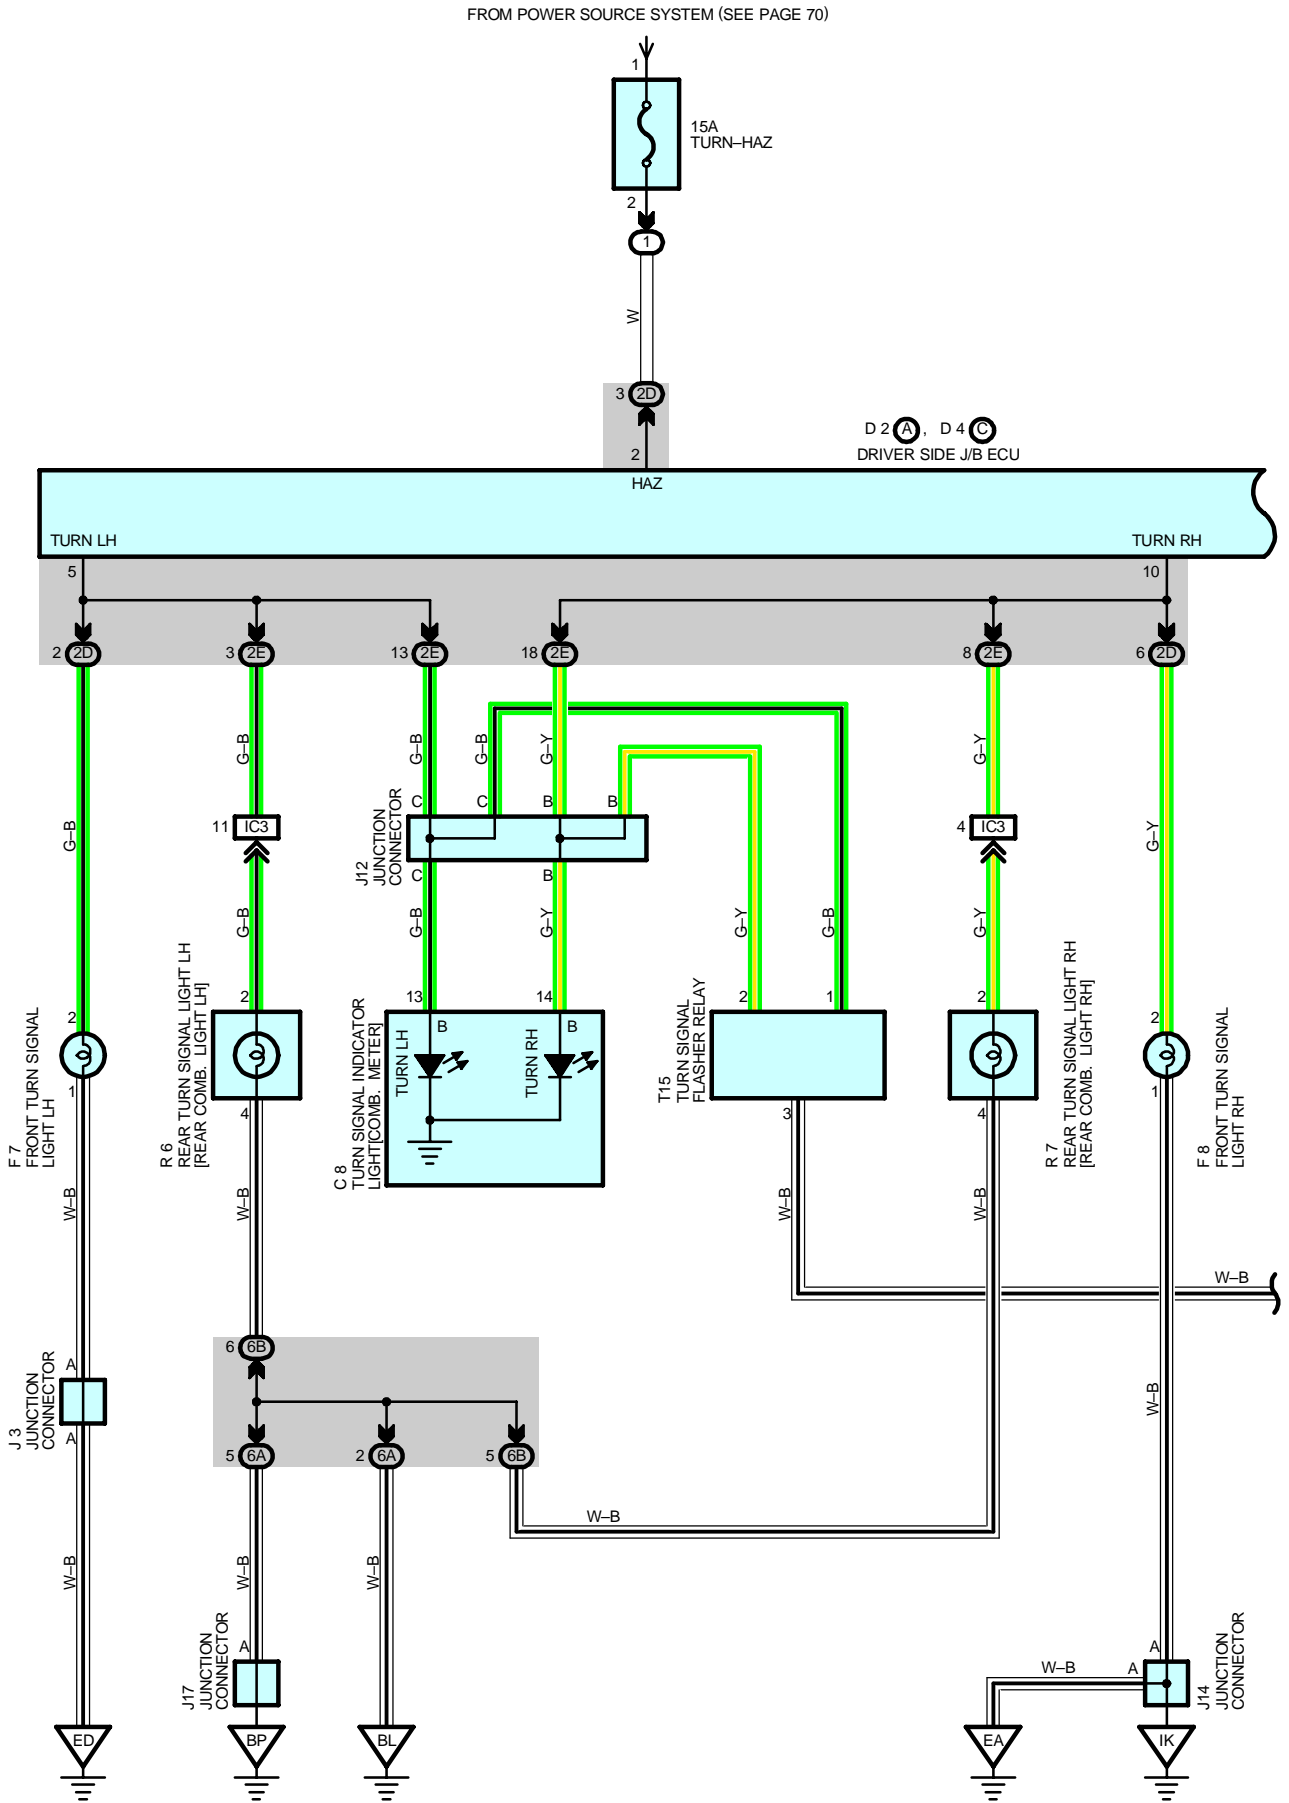 FROM POWER SOURCE SYSTEM (SEE PAGE 70)
1
15A
TURN–HAZ
2
1
W
3 2D
D 2 A , D 4 C
DRIVER SIDE J/B ECU
2
HAZ
TURN LH
TURN RH
5
10
2 2D
3 2E
13 2E
18 2E
8 2E
6 2D
G–B
G–B
G–B
G–Y
G–Y
C
C
B
B
J12
JUNCTION
CONNECTOR
11 IC3
4 IC3
G–B
G–Y
C
B
G–B
G–B
G–Y
G–Y
G–B
G–Y
2
13
14
2
1
2
2
2
F 7
FRONT TURN SIGNAL
LIGHT LH
R 6
REAR TURN SIGNAL LIGHT LH
[REAR COMB. LIGHT LH]
C 8
TURN SIGNAL INDICATOR
LIGHT[COMB. METER]
B
TURN LH
B
TURN RH
T15
TURN SIGNAL
FLASHER RELAY
R 7
REAR TURN SIGNAL LIGHT RH
[REAR COMB. LIGHT RH]
F 8
FRONT TURN SIGNAL
LIGHT RH
1
4
3
4
1
W–B
W–B
W–B
W–B
W–B
6 6B
A
J 3
JUNCTION
CONNECTOR
A
W–B
5 6A
2 6A
5 6B
W–B
W–B
W–B
W–B
A
J17
JUNCTION
CONNECTOR
W–B
A
A
J14
JUNCTION
CONNECTOR
ED
BP
BL
EA
IK